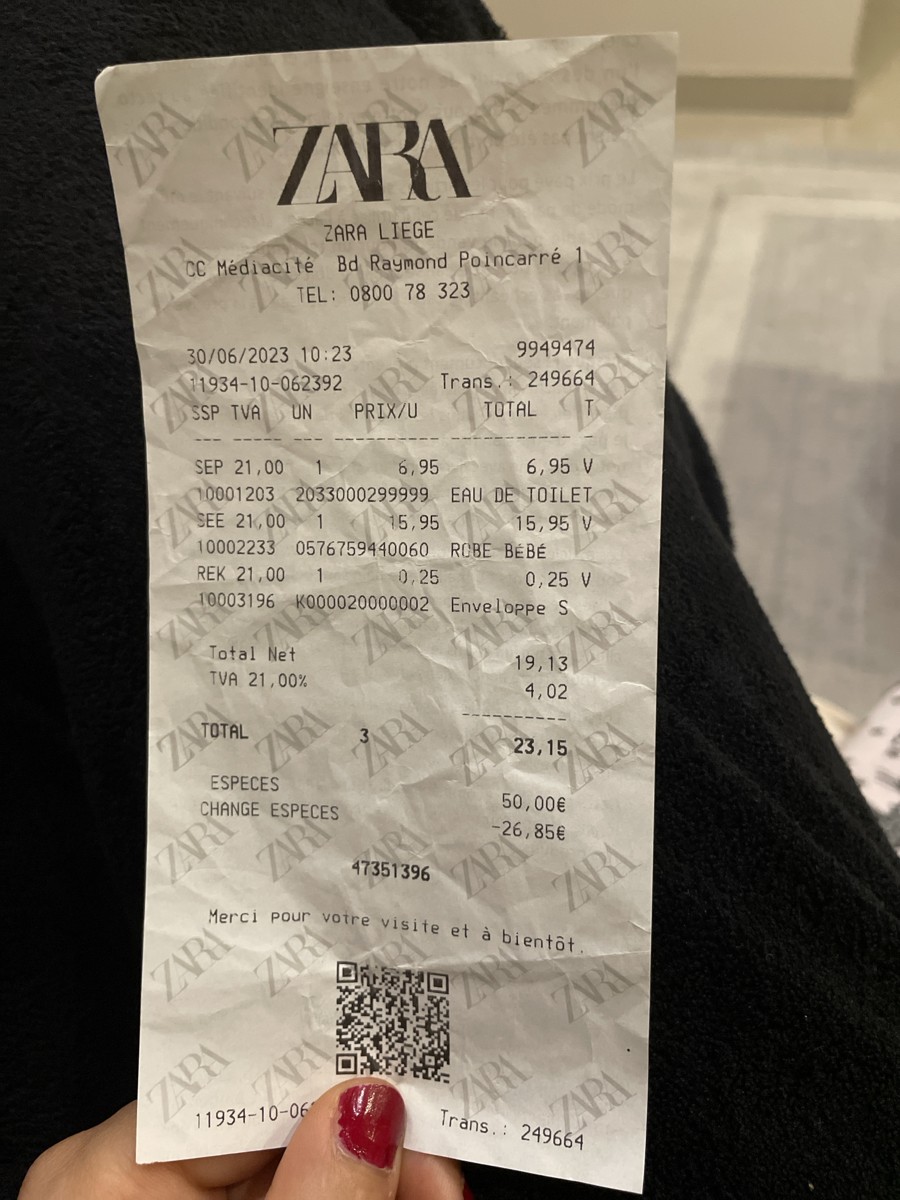 ZARA
ZARA LIEGE
CC Médiacité Bd Raymond Poincarré 1
TEL: 0800 78 323
30/06/2023 10:23 9949474
11934-10-062392 Trans.: 249664
SSP TVA UN PRIX/U TOTAL T
--- ----- --- ---------- ----------- -
SEP 21,00 1 6,95 6,95 V
10001203 2033000299999 EAU DE TOILET
SEE 21,00 1 15,95 15,95 V
10002233 0576759440060 ROBE BÉBÉ
REK 21,00 1 0,25 0,25 V
10003196 K000020000002 Enveloppe S
Total Net 19,13
TVA 21,00% 4,02
----------
TOTAL 3 23,15
ESPECES 50,00€
CHANGE ESPECES -26,85€
47351396
Merci pour votre visite et à bientôt.
11934-10-06 Trans.: 249664